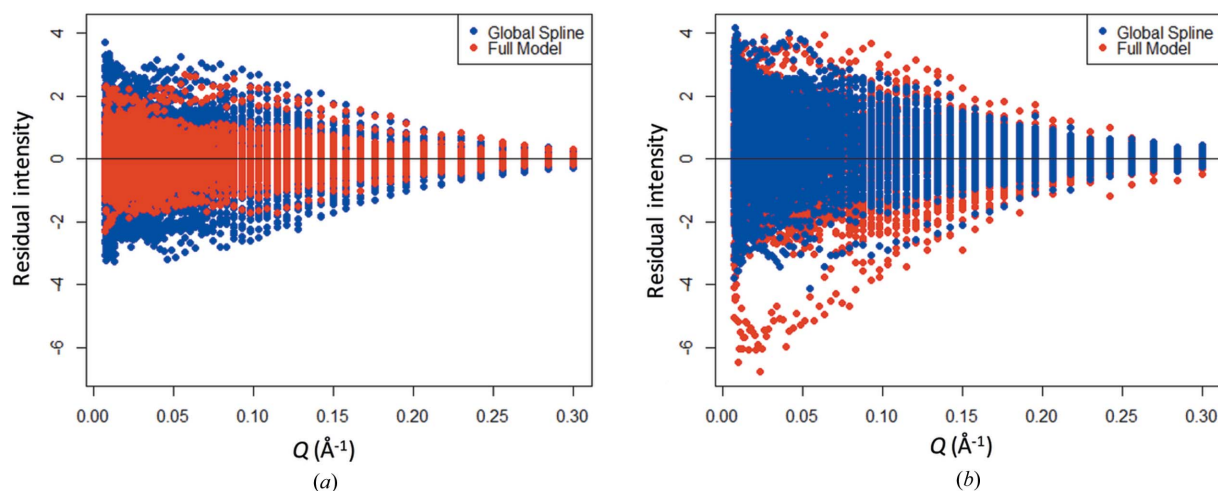 Global Spline
Full Model
4
2
0
-2
-4
-6
Residual intensity
0.00 0.05 0.10 0.15 0.20 0.25 0.30
Q (Å-1)
(a)
Global Spline
Full Model
4
2
0
-2
-4
-6
Residual intensity
0.00 0.05 0.10 0.15 0.20 0.25 0.30
Q (Å-1)
(b)